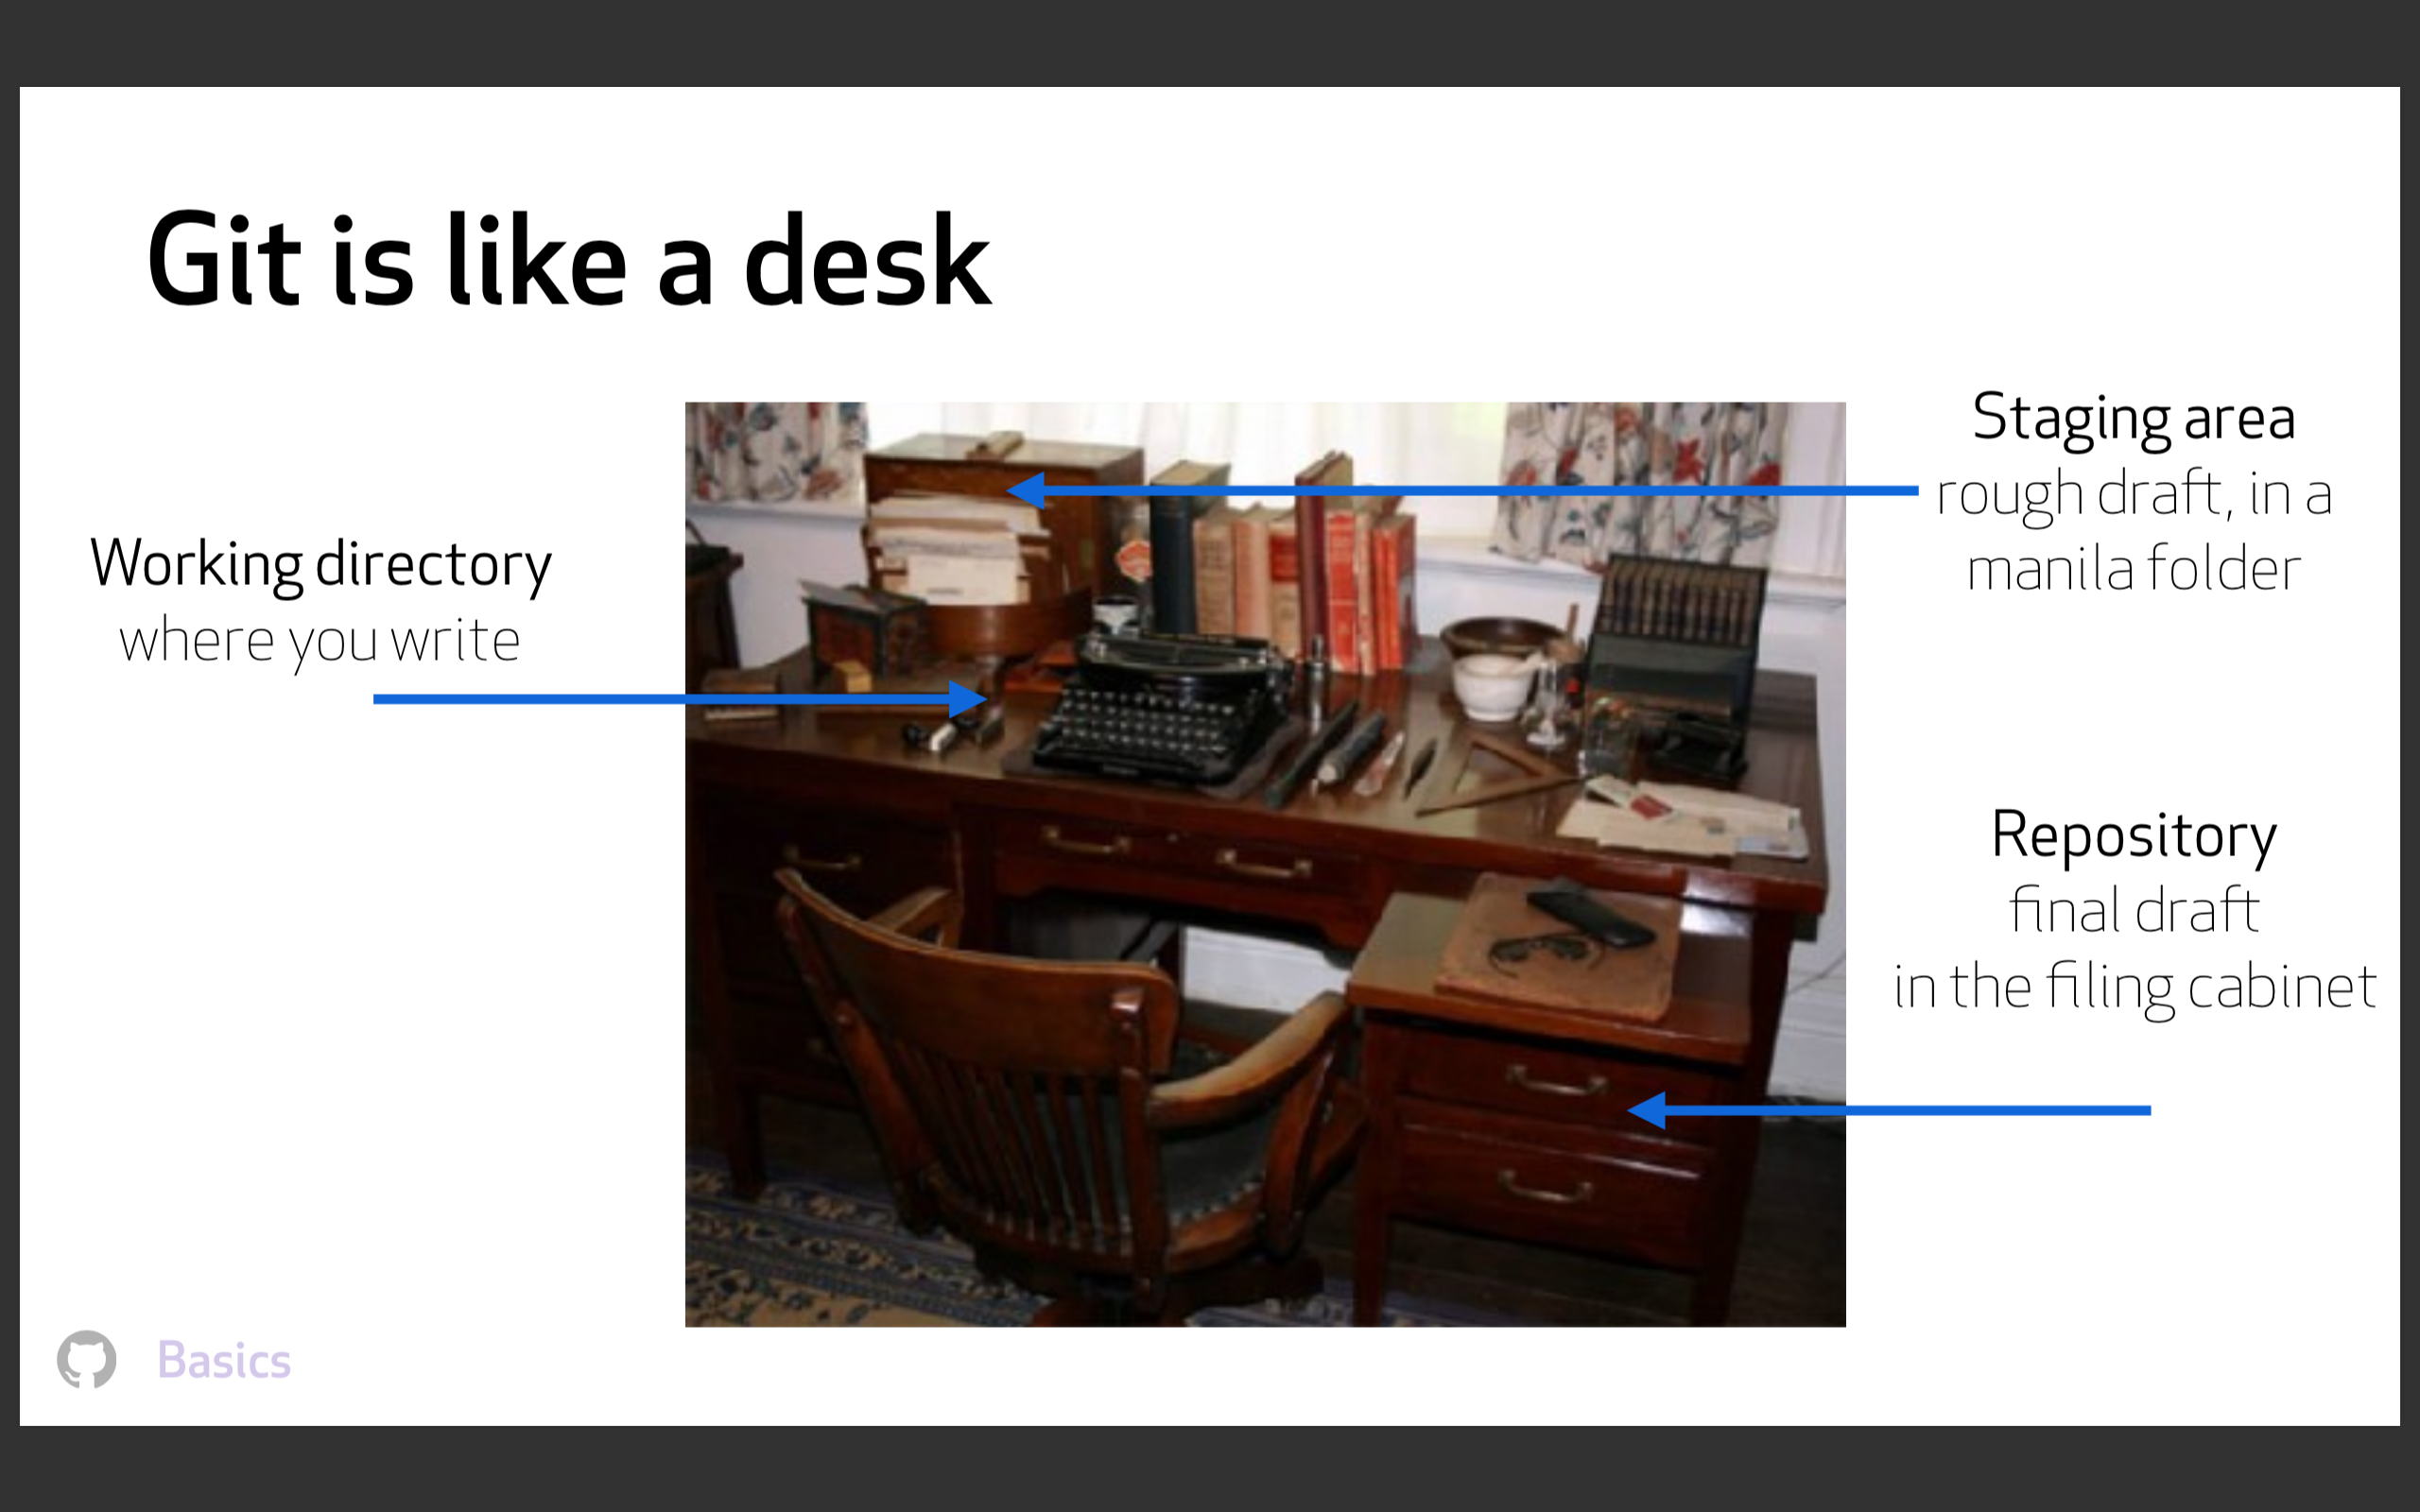 Git is like a desk
Working directory
where you write
Staging area
rough draft, in a
manila folder
Repository
final draft
in the filing cabinet
Basics